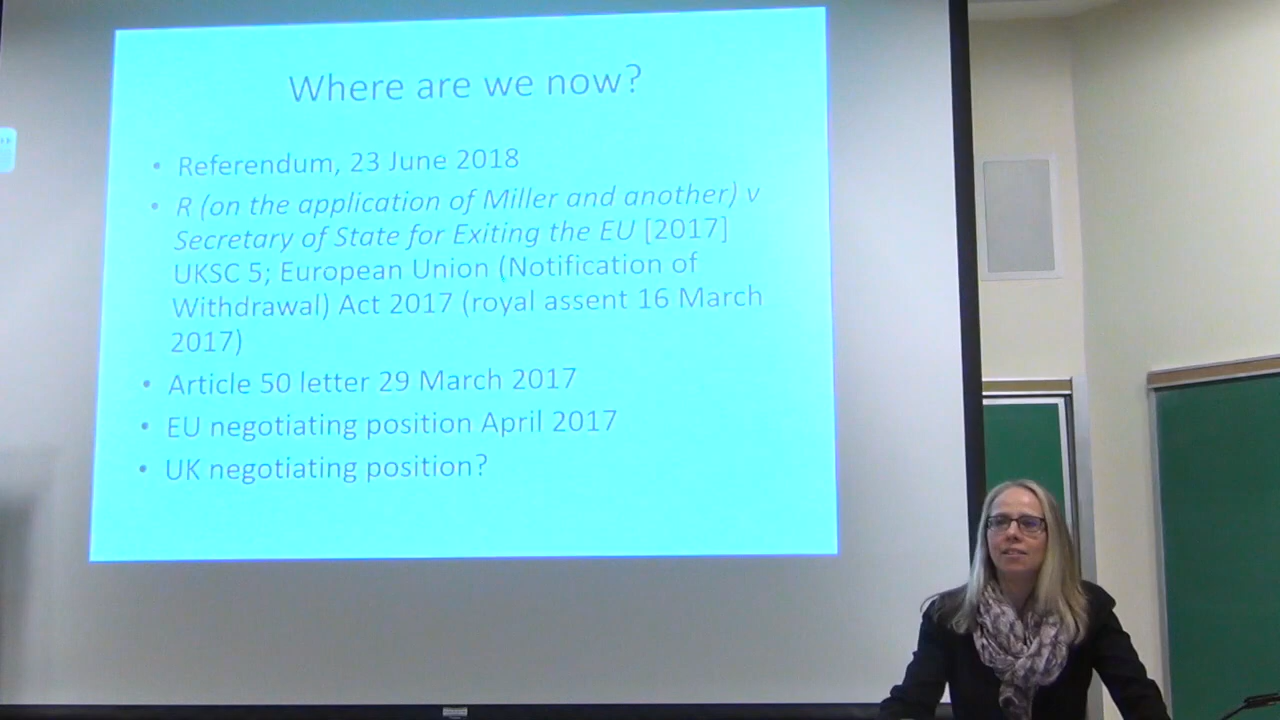 Where are we now?
• Referendum, 23 June 2018
• R (on the application of Miller and another) v
Secretary of State for Exiting the EU [2017]
UKSC 5; European Union (Notification of
Withdrawal) Act 2017 (royal assent 16 March
2017)
• Article 50 letter 29 March 2017
• EU negotiating position April 2017
• UK negotiating position?